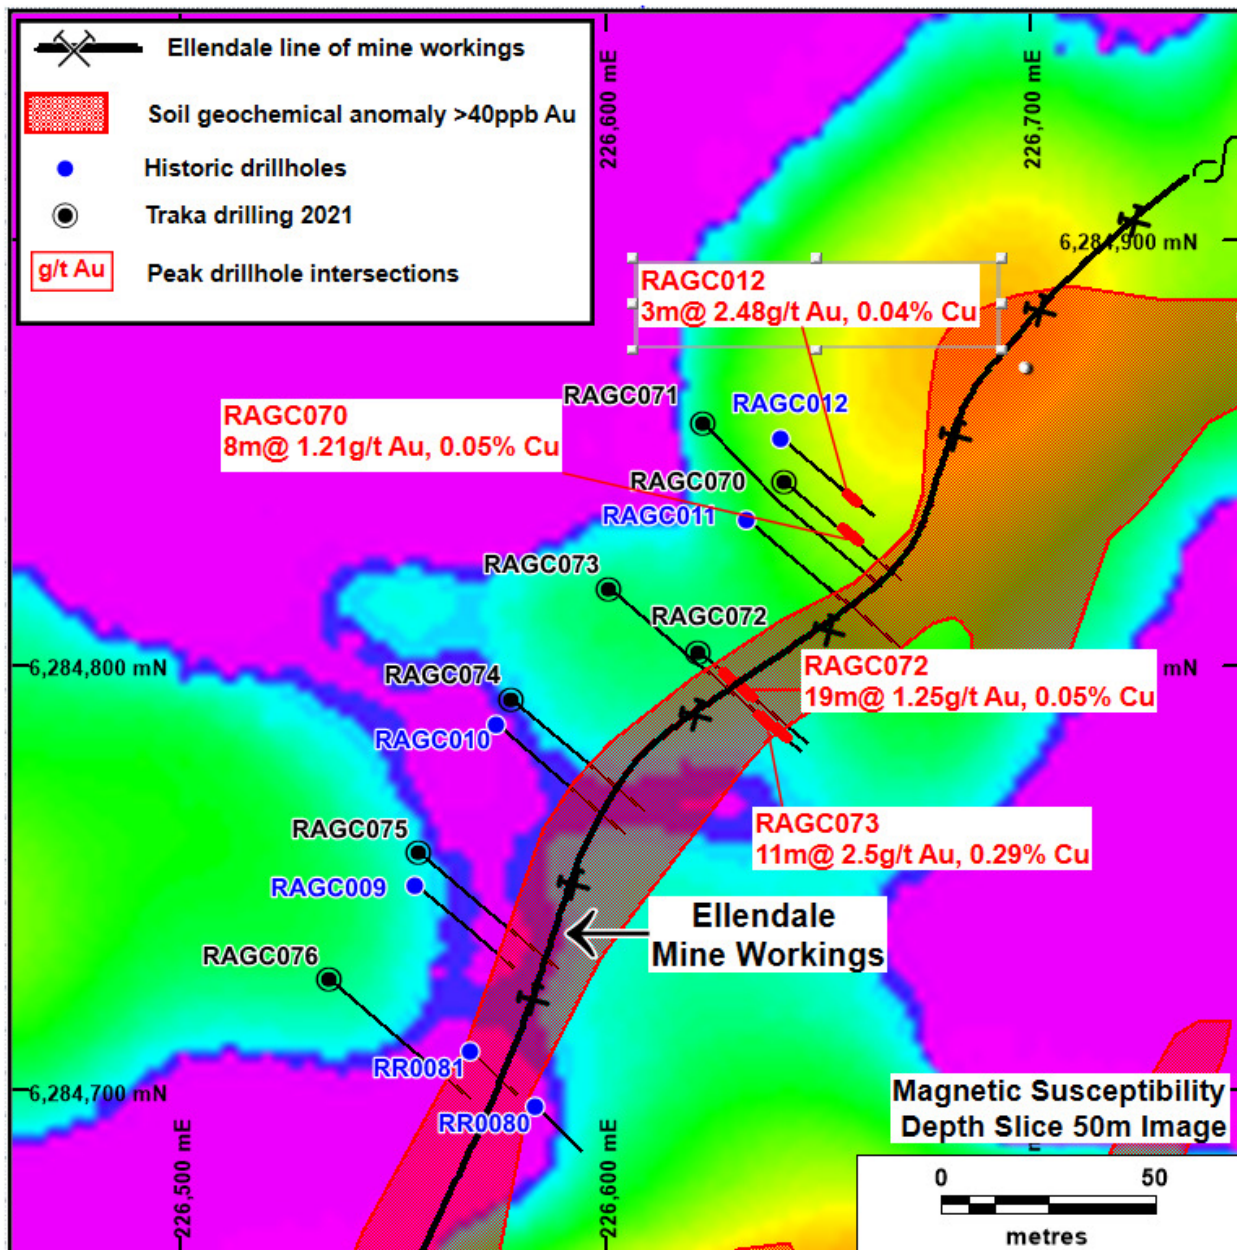 Ellendale line of mine workings
Soil geochemical anomaly >40ppb Au
Historic drillholes
Traka drilling 2021
g/t Au Peak drillhole intersections
226,600 mE
226,700 mE
6,284,900 mN
RAGC012
3m@ 2.48g/t Au, 0.04% Cu
RAGC071
RAGC012
RAGC070
8m@ 1.21g/t Au, 0.05% Cu
RAGC070
RAGC011
RAGC073
RAGC072
6,284,800 mN
RAGC072
19m@ 1.25g/t Au, 0.05% Cu
mN
RAGC074
RAGC010
RAGC073
11m@ 2.5g/t Au, 0.29% Cu
RAGC075
RAGC009
Ellendale
Mine Workings
RAGC076
RR0081
6,284,700 mN
RR0080
Magnetic Susceptibility
Depth Slice 50m Image
226,500 mE
226,600 mE
0 50
metres